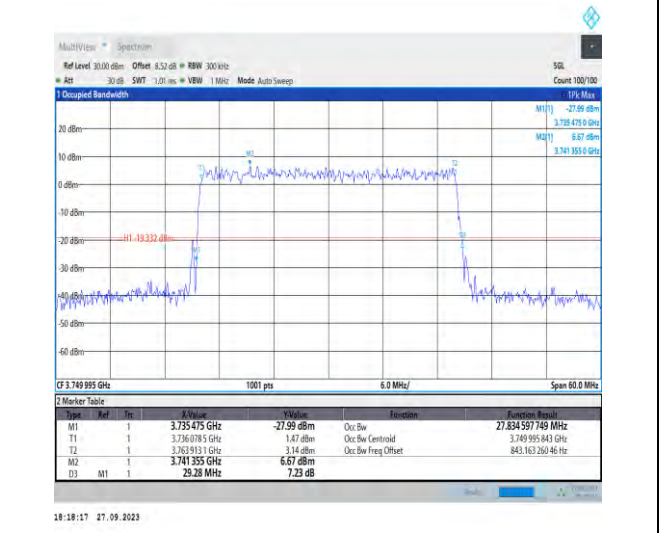 MultiView Spectrum
Ref Level 30.00 dBm Offset 8.52 dB RBW 300 kHz SGL
Att 30 dB SWT 1.01 ms VBW 1 MHz Mode Auto Sweep Count 100/100
1 Occupied Bandwidth 1Pk Max
M1[1] -27.99 dBm
3.735 475 0 GHz
M2[1] 6.67 dBm
3.741 355 0 GHz
20 dBm
M2
10 dBm
T1 T2
0 dBm
-10 dBm
-20 dBm H1 -19.332 dBm D3
M1
-30 dBm
-40 dBm
-50 dBm
-60 dBm
CF 3.749 995 GHz 1001 pts 6.0 MHz/ Span 60.0 MHz
2 Marker Table
Type Ref Trc X-Value Y-Value Function Function Result
M1 1 3.735 475 GHz -27.99 dBm Occ Bw 27.834 597 749 MHz
T1 1 3.736 078 5 GHz 1.47 dBm Occ Bw Centroid 3.749 995 843 GHz
T2 1 3.763 913 1 GHz 3.14 dBm Occ Bw Freq Offset 843.163 260 46 Hz
M2 1 3.741 355 GHz 6.67 dBm
D3 M1 1 29.28 MHz 7.23 dB
18:18:17 27.09.2023